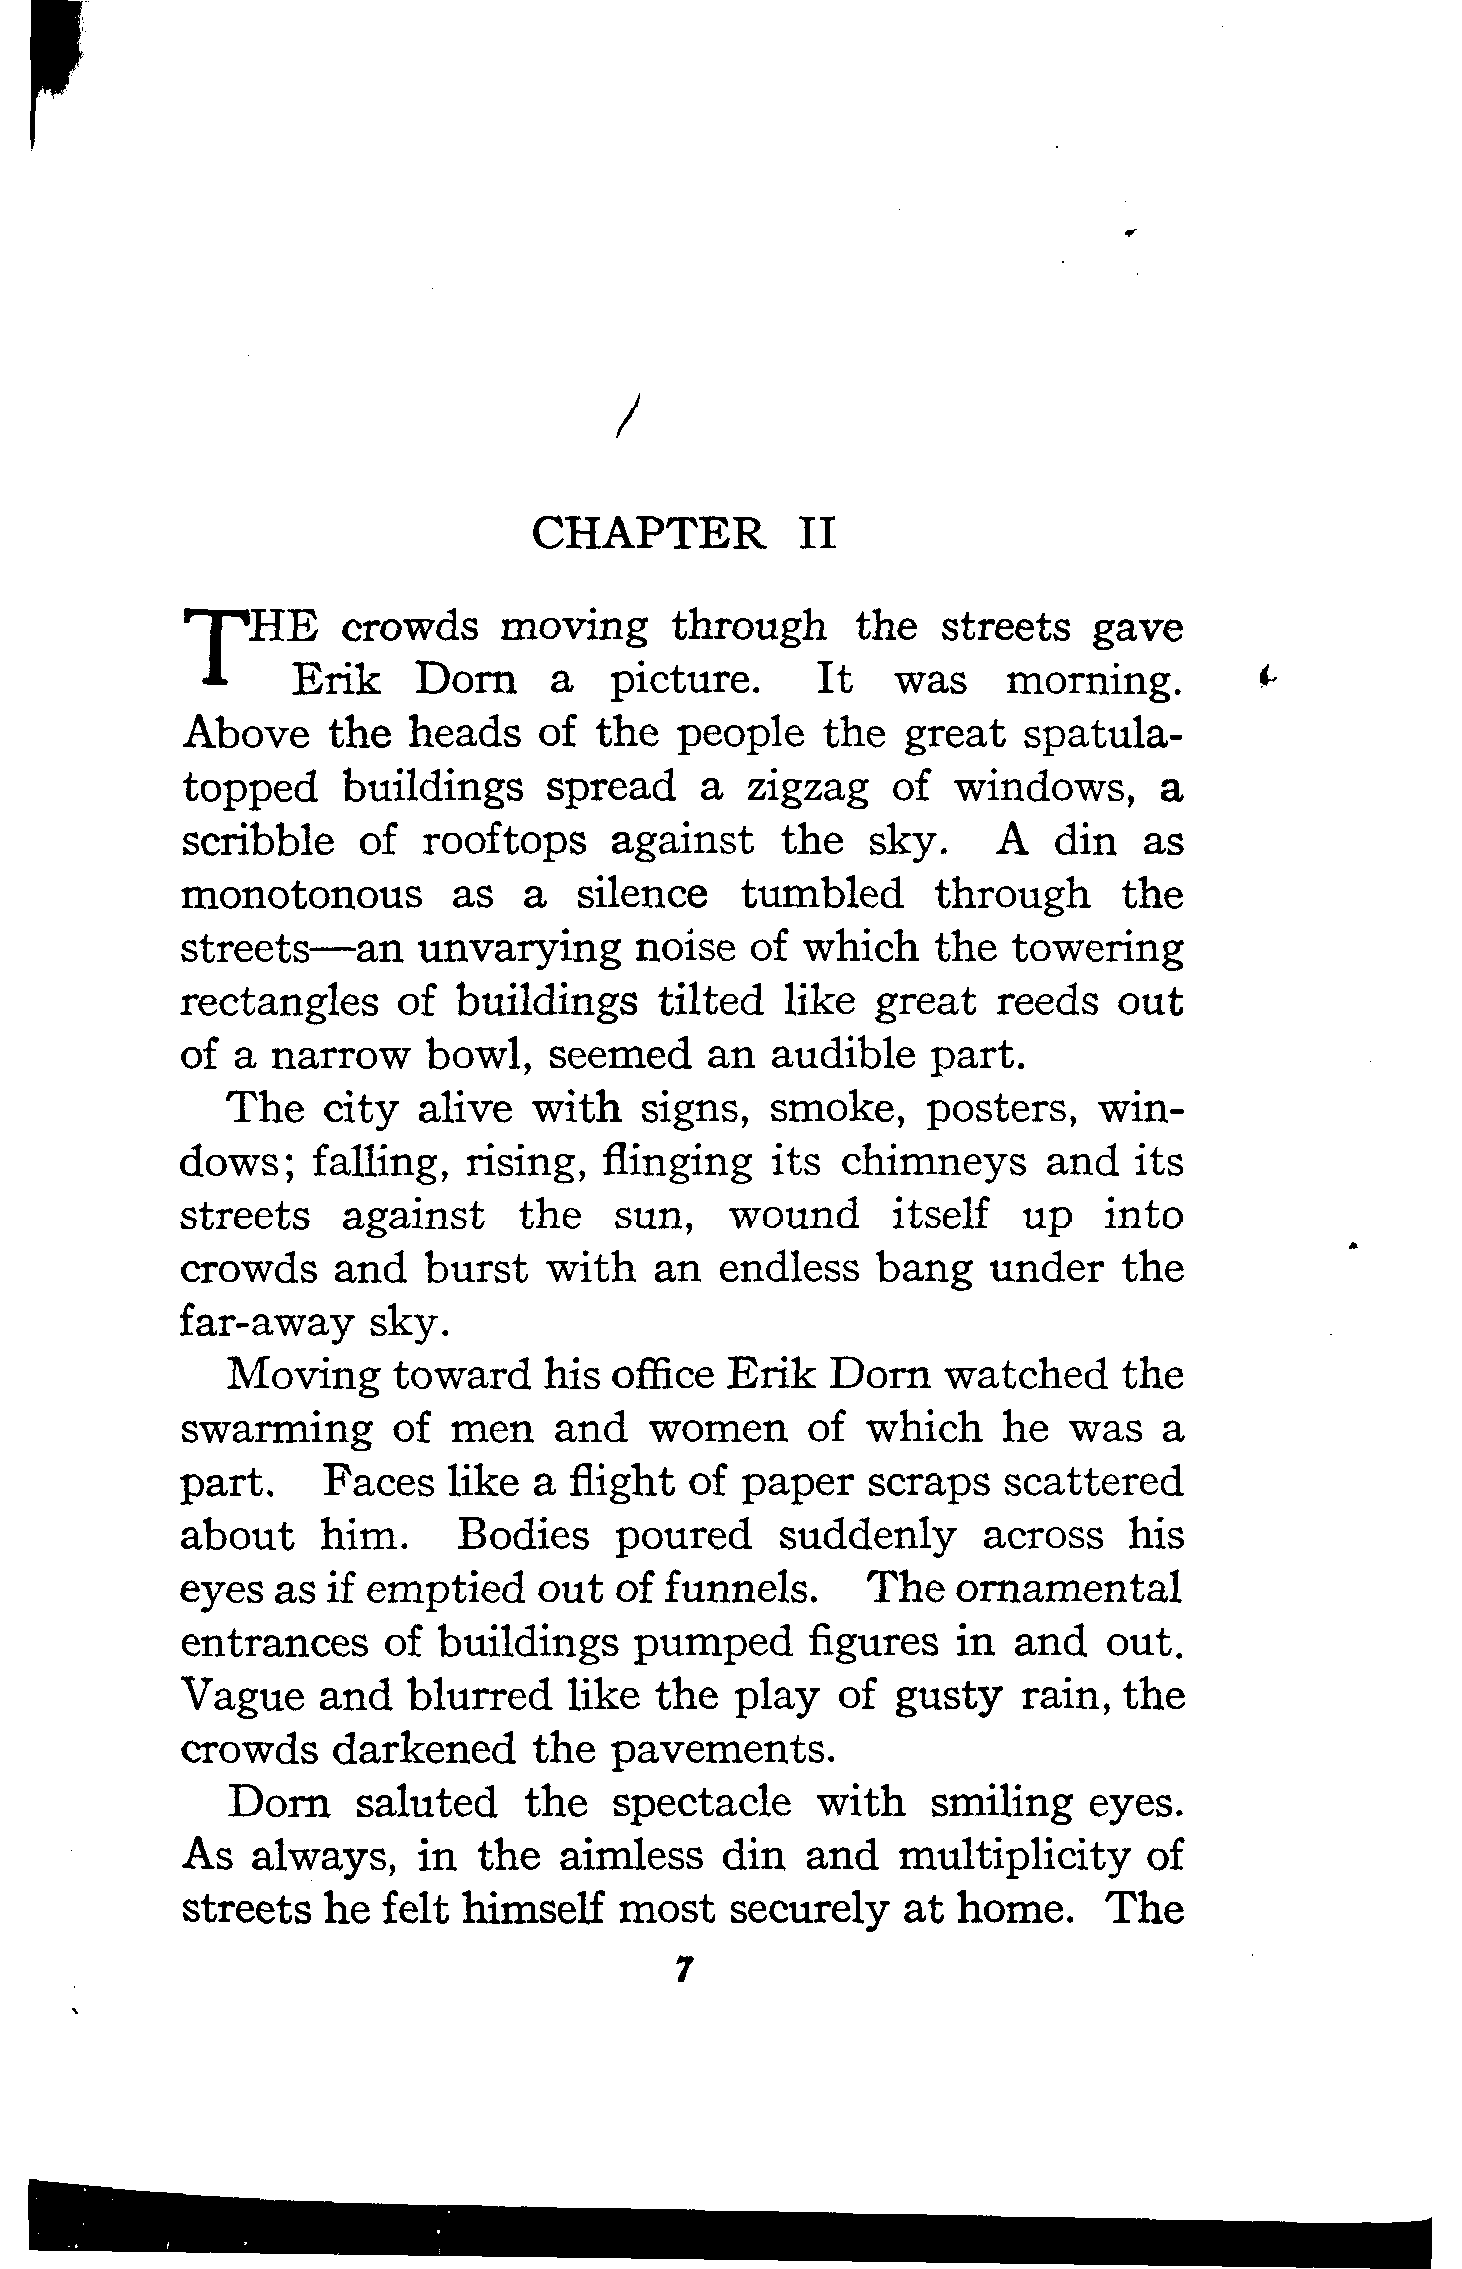 CHAPTER II
THE crowds moving through the streets gave
Erik Dorn a picture. It was morning.
Above the heads of the people the great spatula-
topped buildings spread a zigzag of windows, a
scribble of rooftops against the sky. A din as
monotonous as a silence tumbled through the
streets—an unvarying noise of which the towering
rectangles of buildings tilted like great reeds out
of a narrow bowl, seemed an audible part.
The city alive with signs, smoke, posters, win-
dows; falling, rising, flinging its chimneys and its
streets against the sun, wound itself up into
crowds and burst with an endless bang under the
far-away sky.
Moving toward his office Erik Dorn watched the
swarming of men and women of which he was a
part. Faces like a flight of paper scraps scattered
about him. Bodies poured suddenly across his
eyes as if emptied out of funnels. The ornamental
entrances of buildings pumped figures in and out.
Vague and blurred like the play of gusty rain, the
crowds darkened the pavements.
Dorn saluted the spectacle with smiling eyes.
As always, in the aimless din and multiplicity of
streets he felt himself most securely at home. The
7